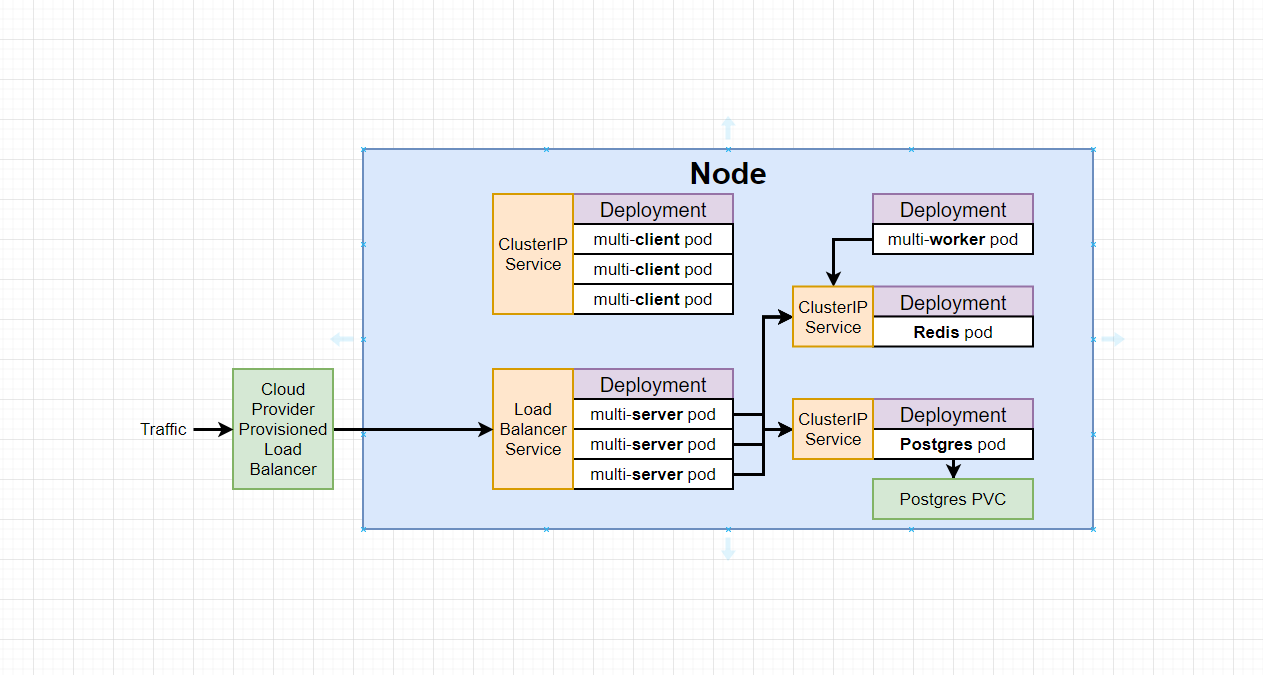 Node
ClusterIP
Service
Deployment
multi-client pod
multi-client pod
multi-client pod
Deployment
multi-worker pod
ClusterIP
Service
Deployment
Redis pod
Traffic
Cloud
Provider
Provisioned
Load
Balancer
Load
Balancer
Service
Deployment
multi-server pod
multi-server pod
multi-server pod
ClusterIP
Service
Deployment
Postgres pod
Postgres PVC